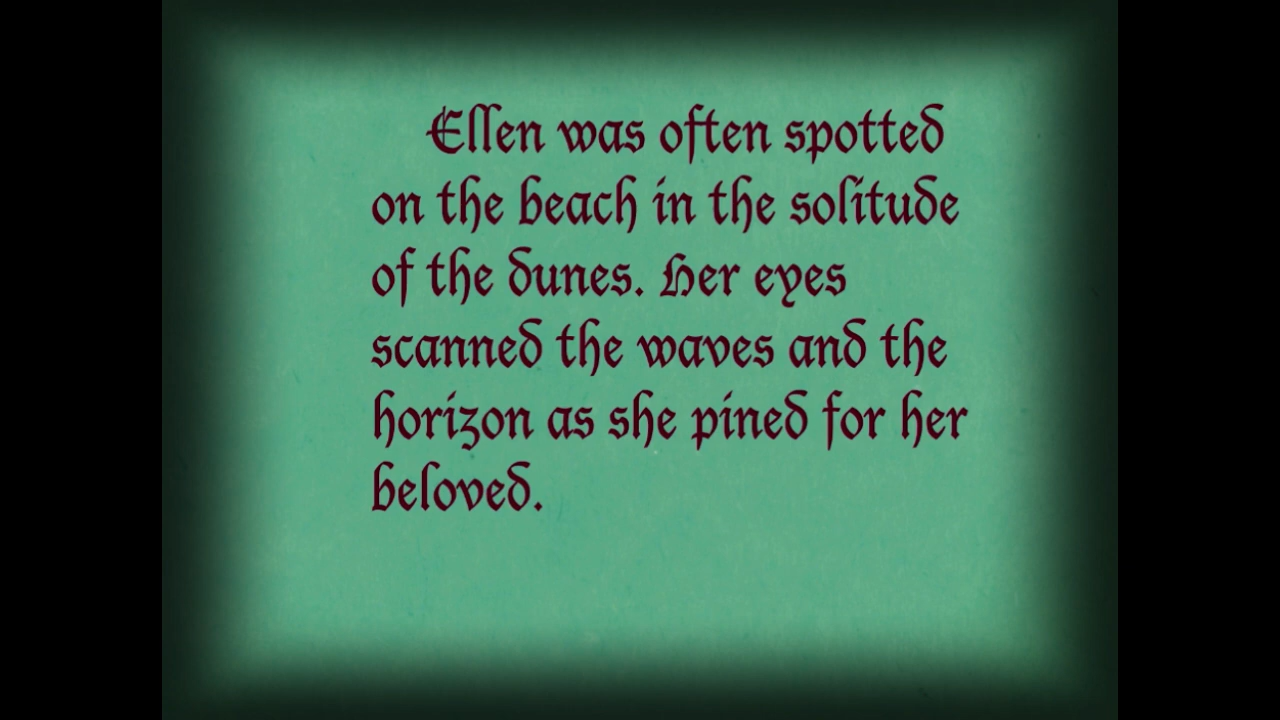 Ellen was often spotted
on the beach in the solitude
of the dunes. Her eyes
scanned the waves and the
horizon as she pined for her
beloved.